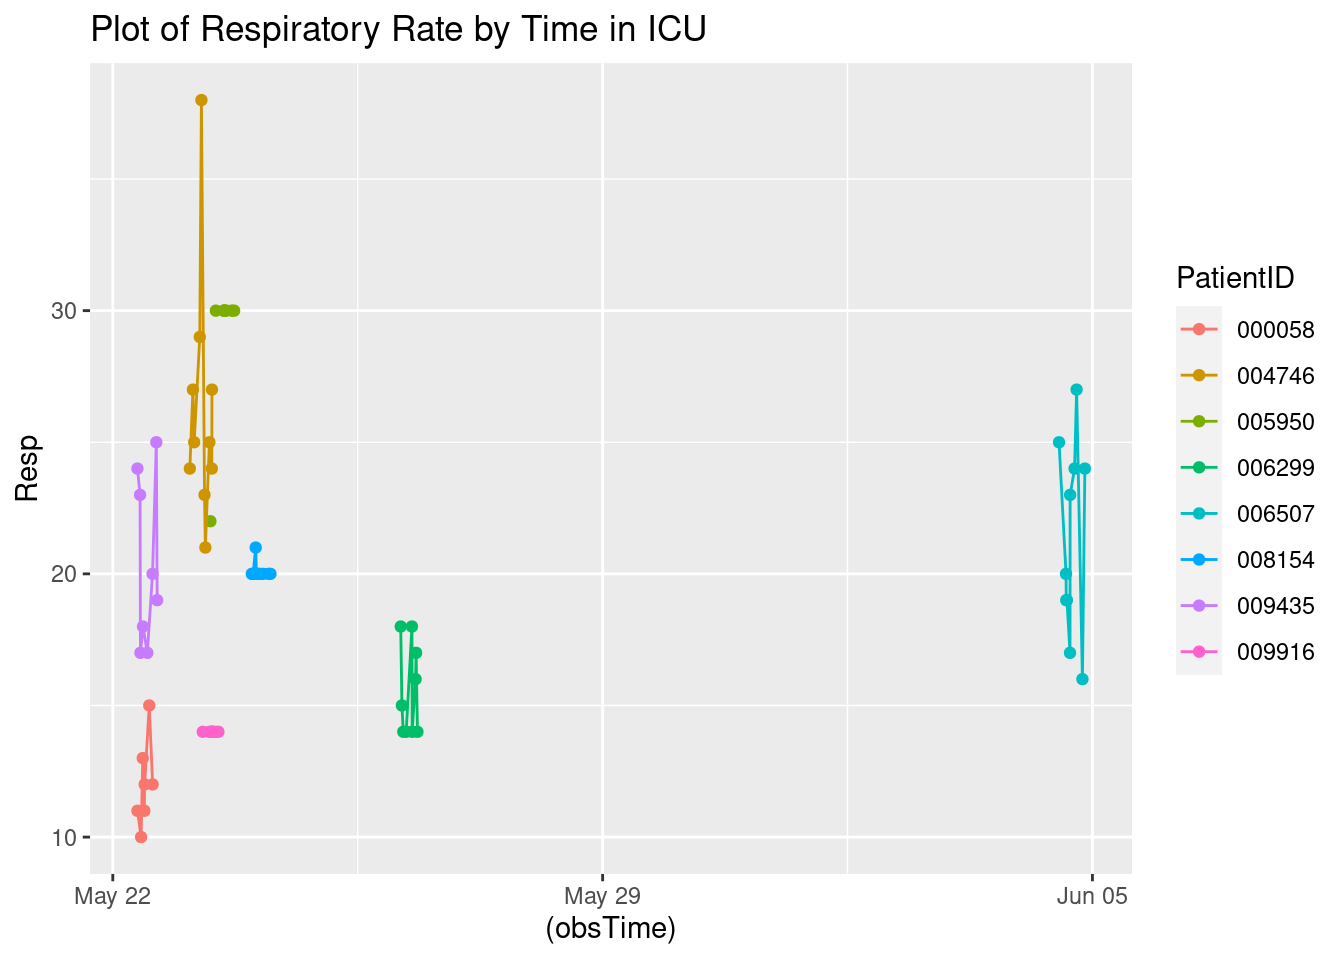 Plot of Respiratory Rate by Time in ICU
30
20
10
Resp
May 22
May 29
Jun 05
(obsTime)
PatientID
000058
004746
005950
006299
006507
008154
009435
009916